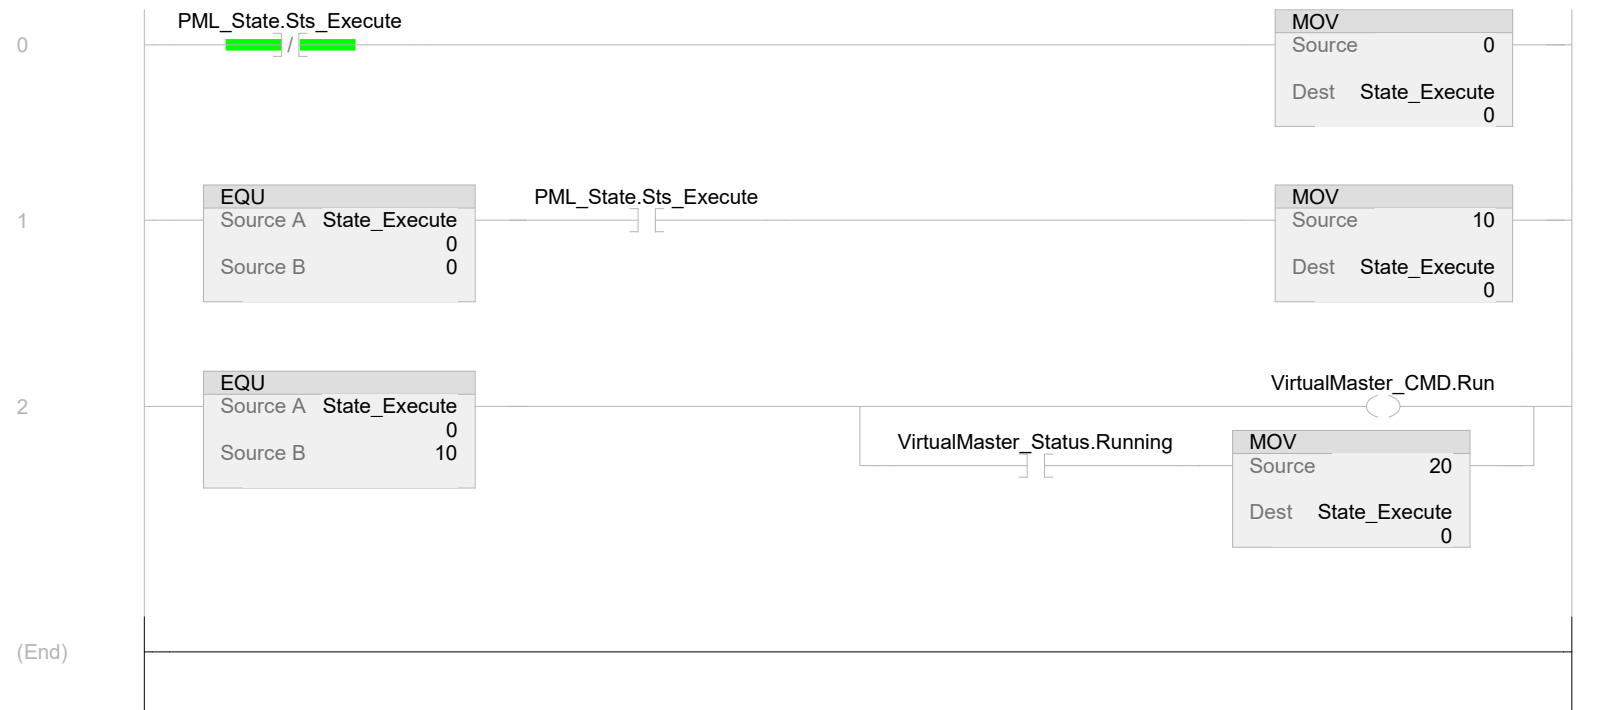 PML_State.Sts_Execute
MOV
0
Source 0
Dest State_Execute
0
EQU
PML_State.Sts_Execute
MOV
1
Source A State_Execute
0
Source B 0
Source 10
Dest State_Execute
0
EQU
VirtualMaster_CMD.Run
2
Source A State_Execute
0
Source B 10
VirtualMaster_Status.Running
MOV
Source 20
Dest State_Execute
0
(End)